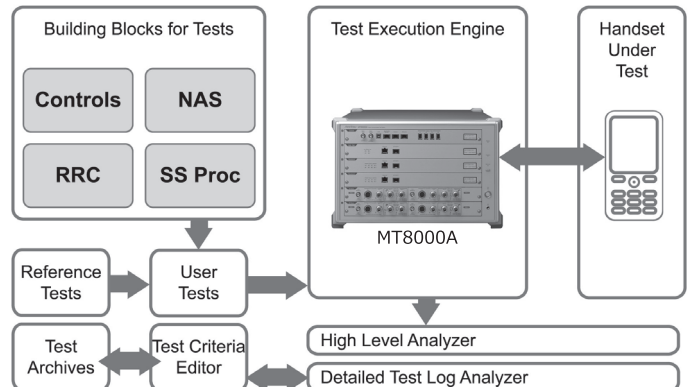 Building Blocks for Tests
Controls
NAS
RRC
SS Proc
Test Execution Engine
MT8000A
Handset
Under
Test
Reference
Tests
User
Tests
Test
Archives
Test Criteria
Editor
High Level Analyzer
Detailed Test Log Analyzer